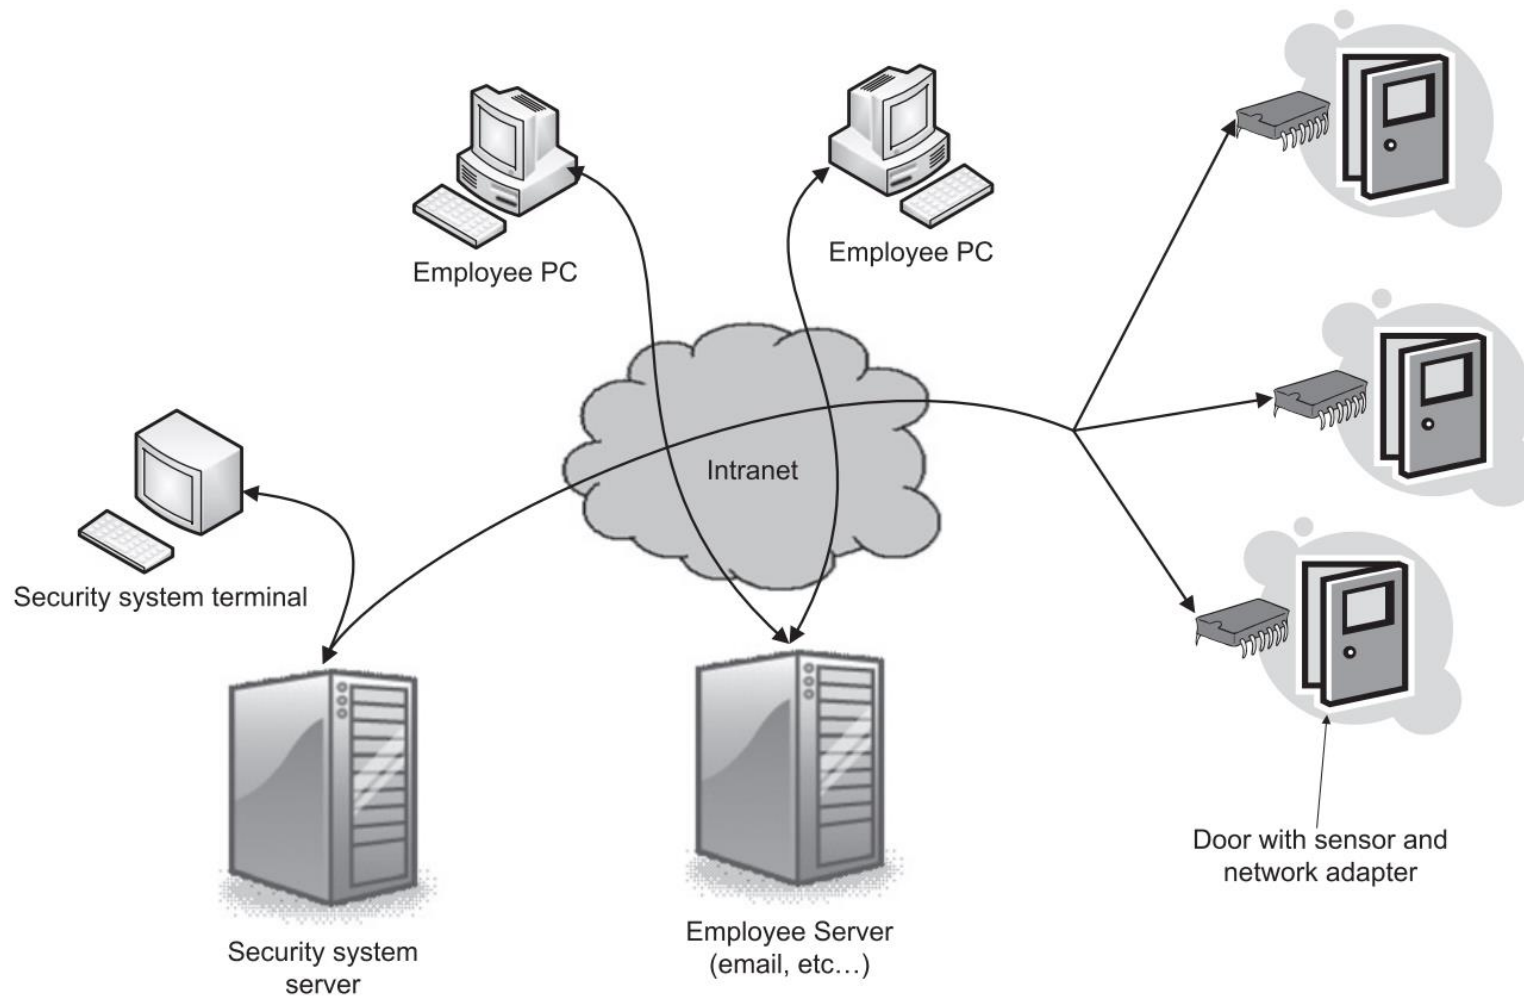 Employee PC
Employee PC
Intranet
Security system terminal
Door with sensor and
network adapter
Employee Server
(email, etc…)
Security system
server